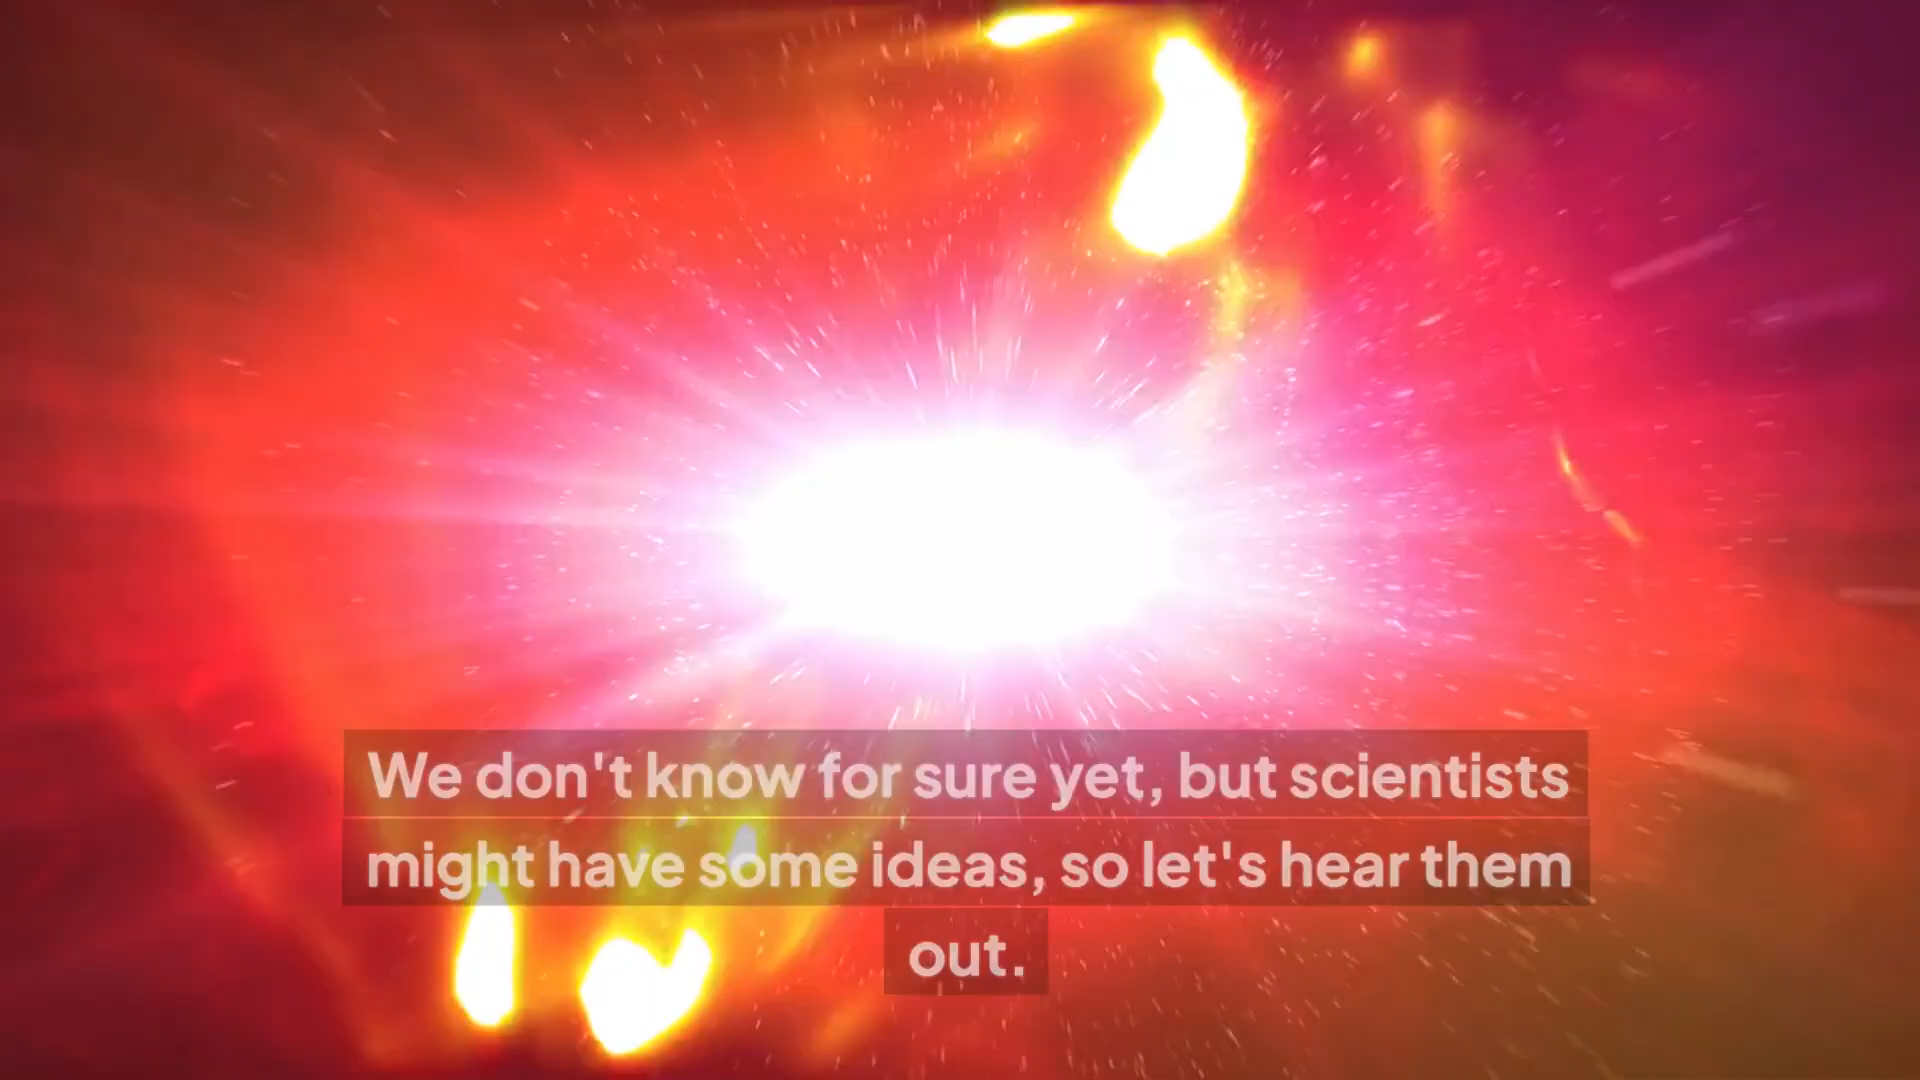 We don't know for sure yet, but scientists
might have some ideas, so let's hear them
out.